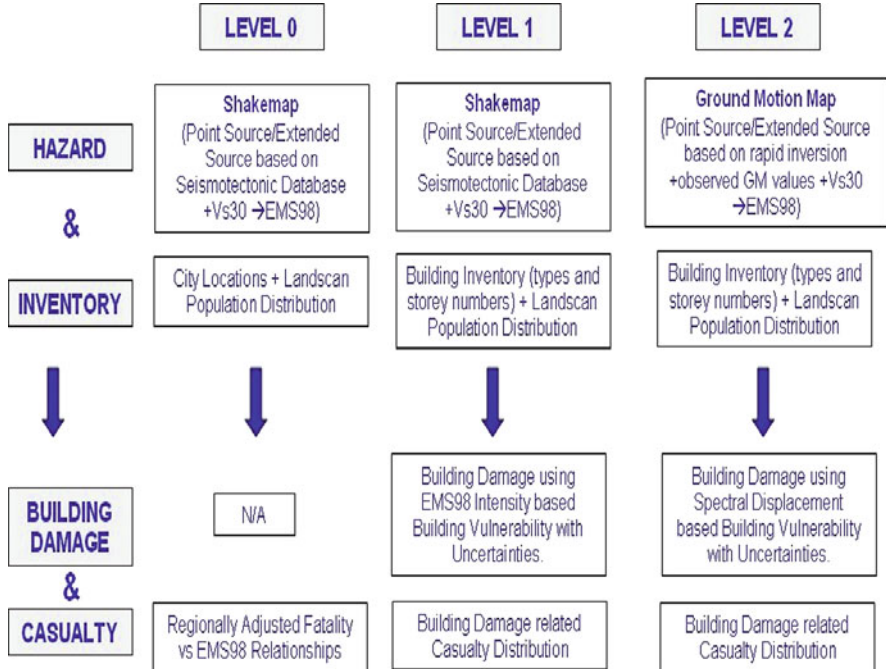 LEVEL 0
LEVEL 1
LEVEL 2
HAZARD
Shakemap
(Point Source/Extended
Source based on
Seismotectonic Database
+Vs30 →EMS98)
Shakemap
(Point Source/Extended
Source based on
Seismotectonic Database
+Vs30 →EMS98)
Ground Motion Map
(Point Source/Extended Source
based on rapid inversion
+observed GM values +Vs30
→EMS98)
&
INVENTORY
City Locations + Landscan
Population Distribution
Building Inventory (types and
storey numbers) + Landscan
Population Distribution
Building Inventory (types and
storey numbers) + Landscan
Population Distribution
BUILDING
DAMAGE
N/A
Building Damage using
EMS98 Intensity based
Building Vulnerability with
Uncertainties.
Building Damage using
Spectral Displacement
based Building Vulnerability
with Uncertainties.
&
CASUALTY
Regionally Adjusted Fatality
vs EMS98 Relationships
Building Damage related
Casualty Distribution
Building Damage related
Casualty Distribution